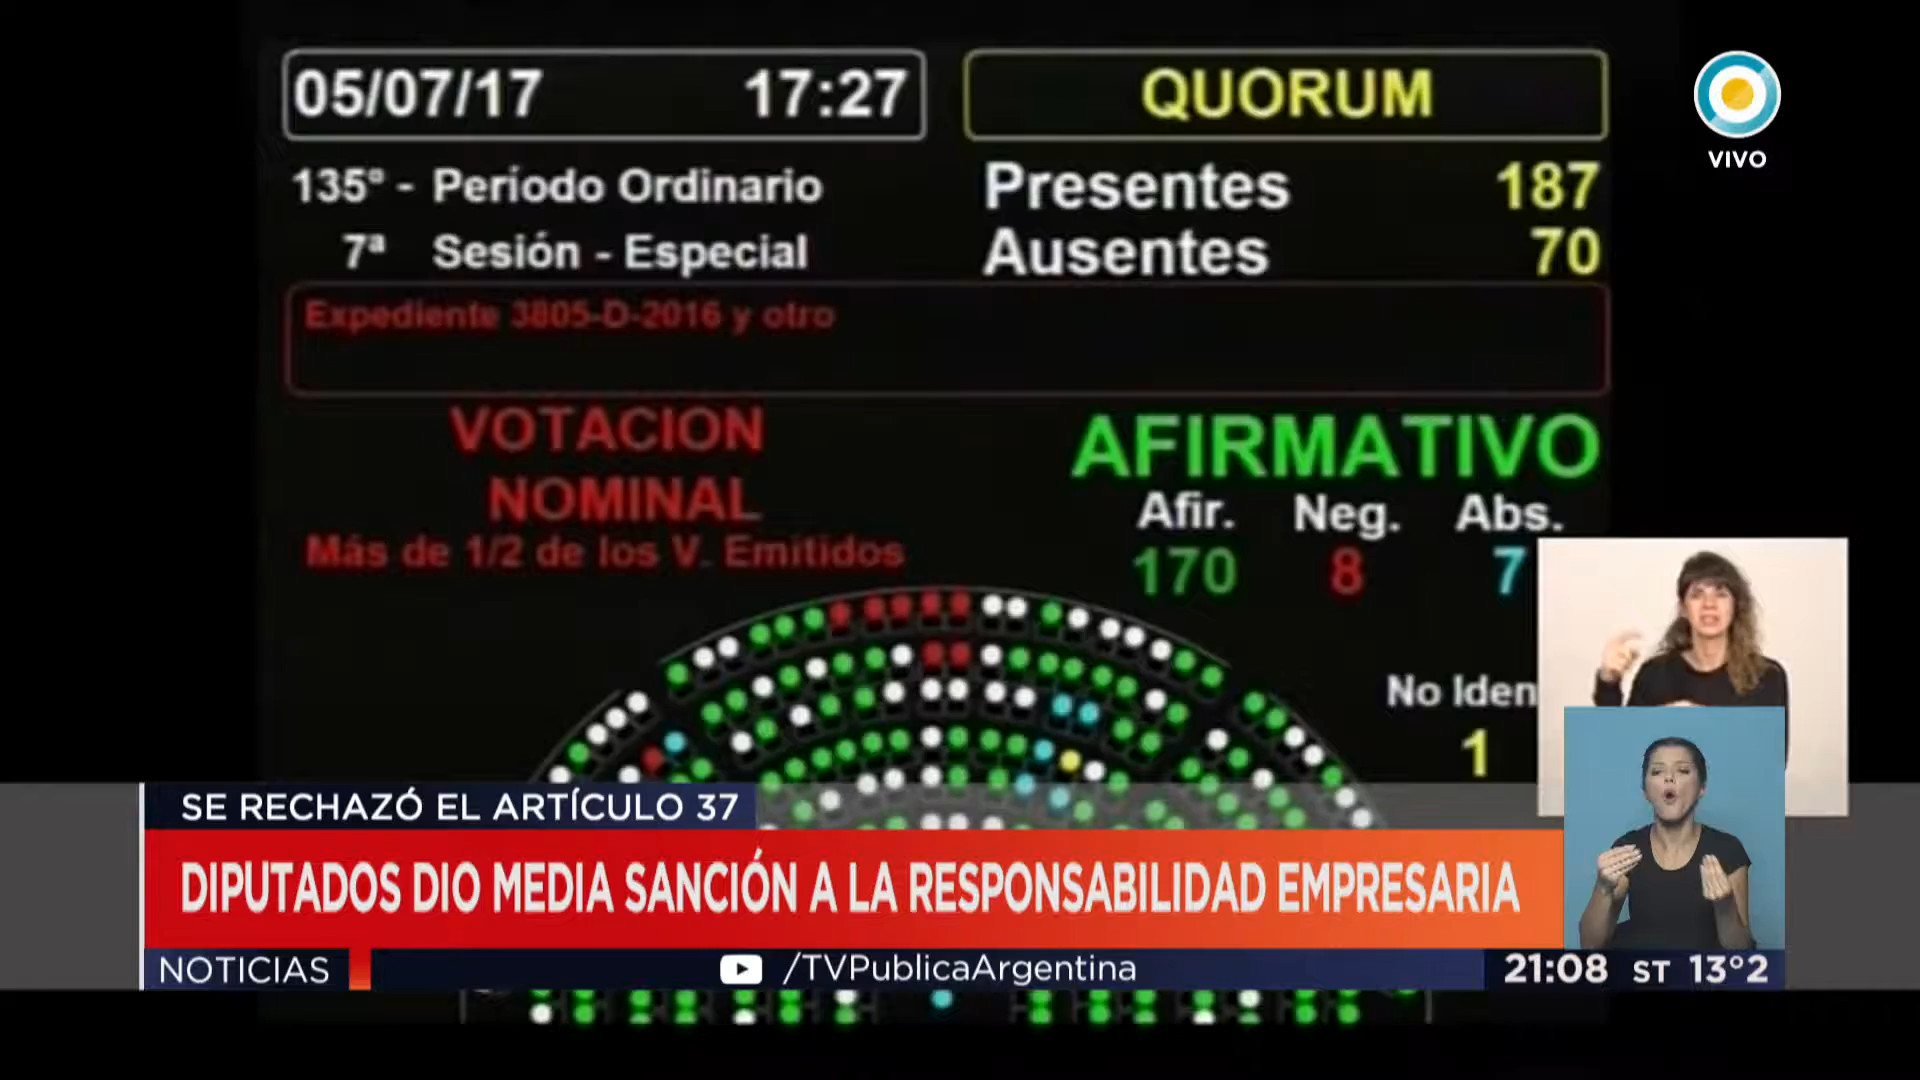 05/07/17 17:27
QUORUM
VIVO
135º - Período Ordinario
7ª Sesión - Especial
Presentes 187
Ausentes 70
Expediente 3805-D-2016 y otro
VOTACION
NOMINAL
Más de 1/2 de los V. Emitidos
AFIRMATIVO
Afir. Neg. Abs.
170 8 7
No Iden
1
SE RECHAZÓ EL ARTÍCULO 37
DIPUTADOS DIO MEDIA SANCIÓN A LA RESPONSABILIDAD EMPRESARIA
NOTICIAS
/TVPublicaArgentina
21:08 ST 13°2